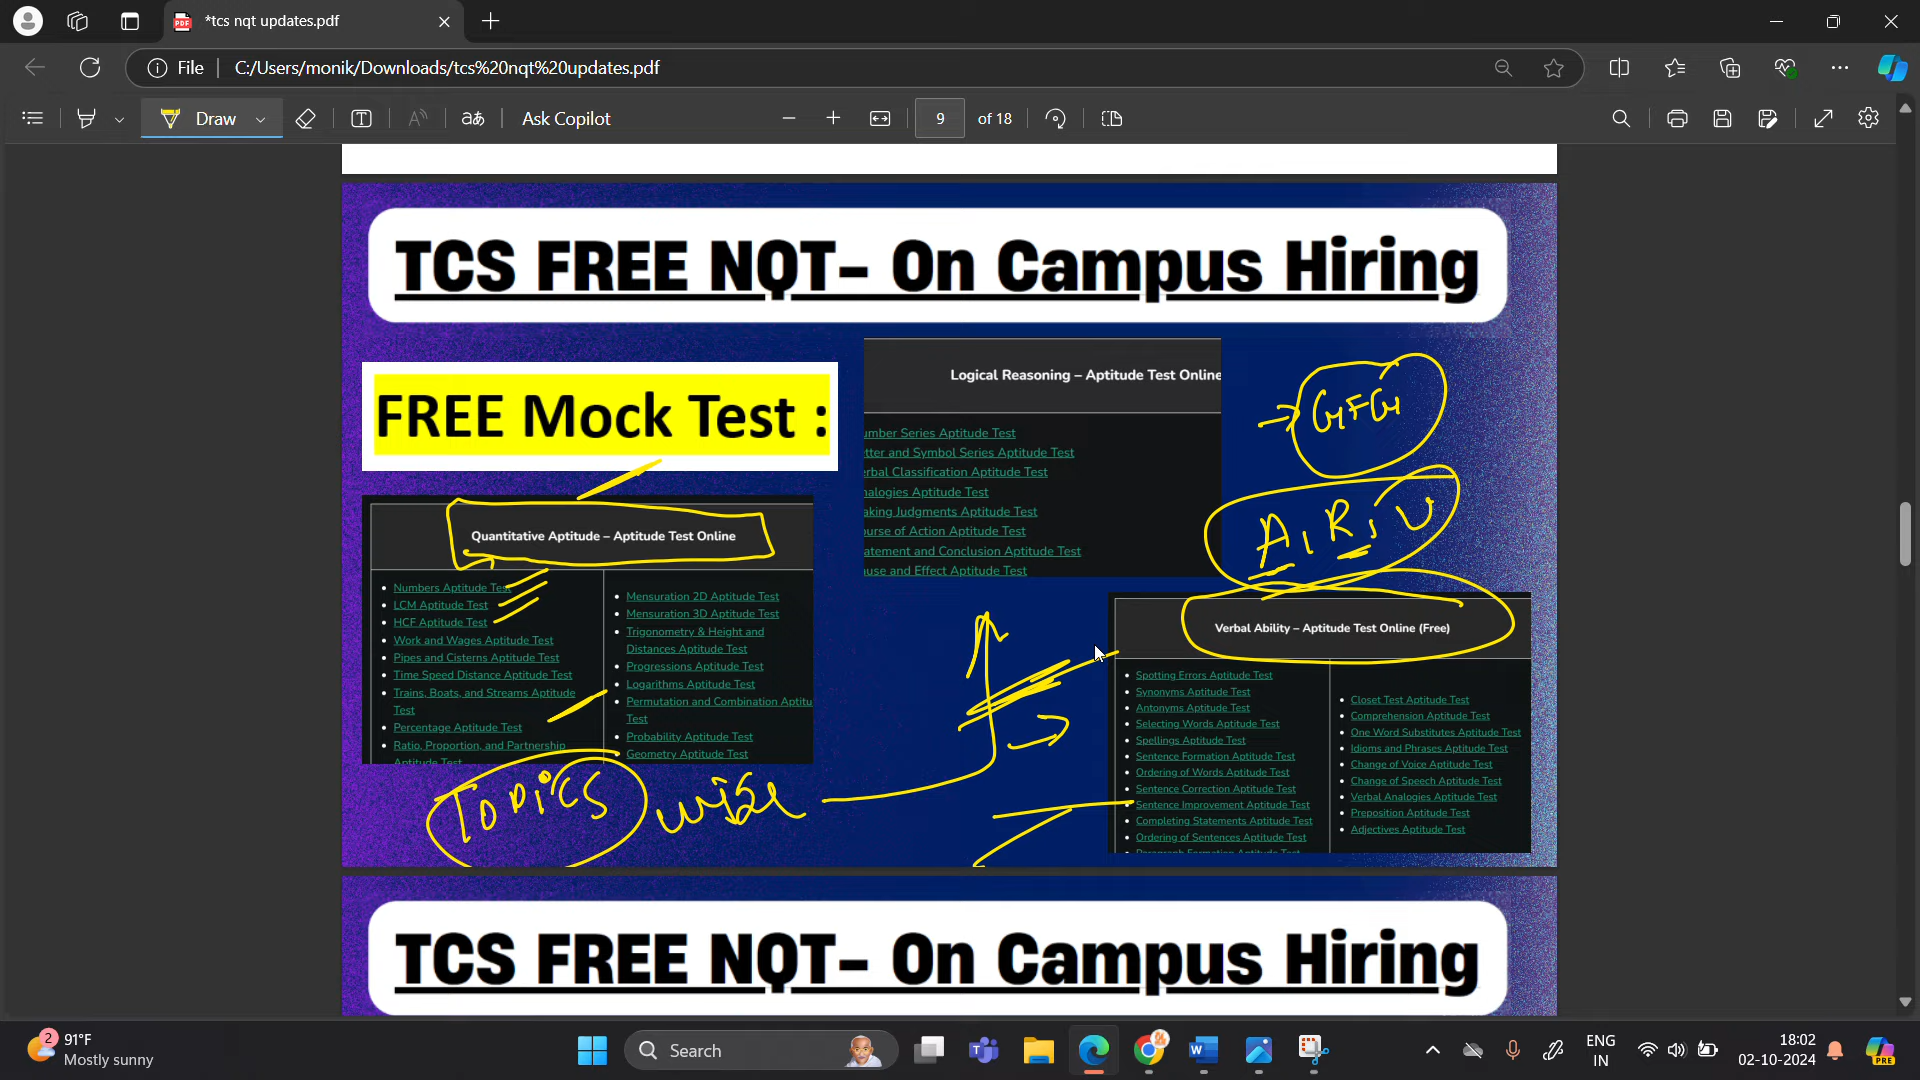 *tcs nqt updates.pdf
File
C:/Users/monik/Downloads/tcs%20nqt%20updates.pdf
Draw
Ask Copilot
9
of 18
TCS FREE NQT- On Campus Hiring
FREE Mock Test :
Logical Reasoning – Aptitude Test Online
umber Series Aptitude Test
etter and Symbol Series Aptitude Test
erbal Classification Aptitude Test
nalogies Aptitude Test
aking Judgments Aptitude Test
ourse of Action Aptitude Test
atement and Conclusion Aptitude Test
ause and Effect Aptitude Test
GFG
A, R, V
Quantitative Aptitude – Aptitude Test Online
Numbers Aptitude Test
LCM Aptitude Test
HCF Aptitude Test
Work and Wages Aptitude Test
Pipes and Cisterns Aptitude Test
Time Speed Distance Aptitude Test
Trains, Boats, and Streams Aptitude
Test
Percentage Aptitude Test
Ratio, Proportion, and Partnership
Aptitude Test
Mensuration 2D Aptitude Test
Mensuration 3D Aptitude Test
Trigonometry & Height and
Distances Aptitude Test
Progressions Aptitude Test
Logarithms Aptitude Test
Permutation and Combination Aptitu
Test
Probability Aptitude Test
Geometry Aptitude Test
Topics wise
Verbal Ability – Aptitude Test Online (Free)
Spotting Errors Aptitude Test
Synonyms Aptitude Test
Antonyms Aptitude Test
Selecting Words Aptitude Test
Spellings Aptitude Test
Sentence Formation Aptitude Test
Ordering of Words Aptitude Test
Sentence Correction Aptitude Test
Sentence Improvement Aptitude Test
Completing Statements Aptitude Test
Ordering of Sentences Aptitude Test
Paragraph Formation Aptitude Test
Closet Test Aptitude Test
Comprehension Aptitude Test
One Word Substitutes Aptitude Test
Idioms and Phrases Aptitude Test
Change of Voice Aptitude Test
Change of Speech Aptitude Test
Verbal Analogies Aptitude Test
Preposition Aptitude Test
Adjectives Aptitude Test
TCS FREE NQT- On Campus Hiring
2
91°F
Mostly sunny
Search
ENG
IN
18:02
02-10-2024
PRE